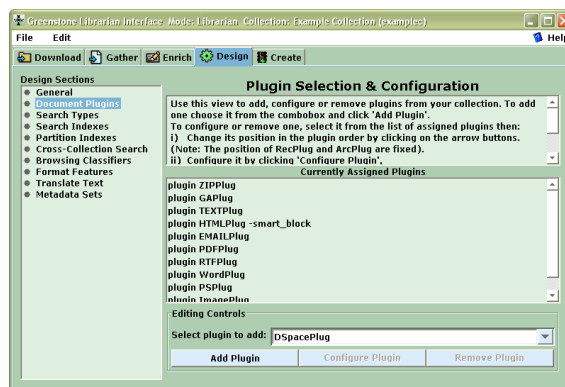 Greenstone Librarian Interface  Mode: Librarian  Collection: Example Collection (examplec)
File Edit Help
Download Gather Enrich Design Create
Design Sections
General
Document Plugins
Search Types
Search Indexes
Partition Indexes
Cross-Collection Search
Browsing Classifiers
Format Features
Translate Text
Metadata Sets
Plugin Selection & Configuration
Use this view to add, configure or remove plugins from your collection. To add
one choose it from the combobox and click 'Add Plugin'.
To configure or remove one, select it from the list of assigned plugins then:
i) Change its position in the plugin order by clicking on the arrow buttons.
(Note: The position of RecPlug and ArcPlug are fixed).
ii) Configure it by clicking 'Configure Plugin'.
Currently Assigned Plugins
plugin ZIPPlug
plugin GAPlug
plugin TEXTPlug
plugin HTMLPlug -smart_block
plugin EMAILPlug
plugin PDFPlug
plugin RTFPlug
plugin WordPlug
plugin PSPlug
plugin ImagePlug
Editing Controls
Select plugin to add: DSpacePlug
Add Plugin Configure Plugin Remove Plugin